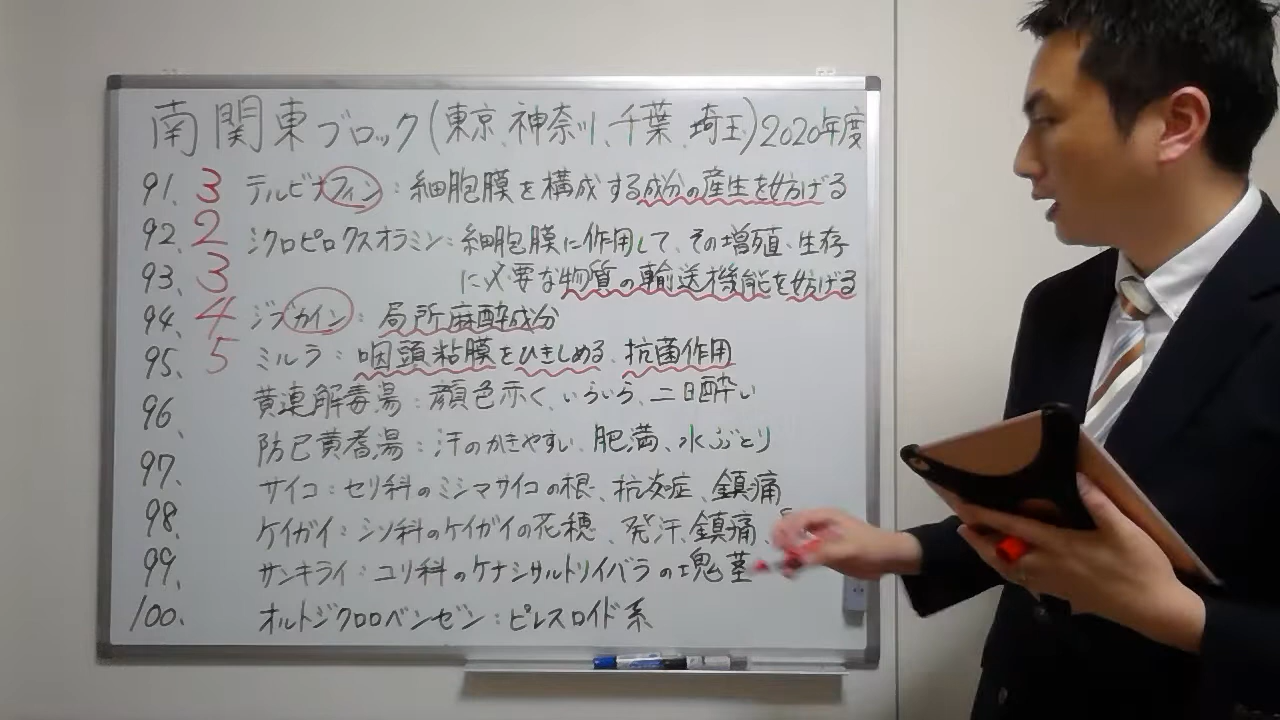 南関東ブロック(東京、神奈川、千葉、埼玉)2020年度
91. 3 テルビナフィン：細胞膜を構成する成分の産生を妨げる
92. 2 シクロピロクスオラミン：細胞膜に作用して、その増殖、生存
93. 3 に必要な物質の輸送機能を妨げる
94. 4 ジブカイン：局所麻酔成分
95. 5 ミルラ：咽頭粘膜をひきしめる、抗菌作用
96. 黄連解毒湯：顔色赤く、いらいら、二日酔い
防已黄耆湯：汗のかきやすい、肥満、水ぶとり
97. サイコ：セリ科のミシマサイコの根、抗炎症、鎮痛
98. ケイガイ：シソ科のケイガイの花穂、発汗、鎮痛、
99. サンキライ：ユリ科のケナシサルトリイバラの塊茎
100. オルトジクロロベンゼン：ピレスロイド系